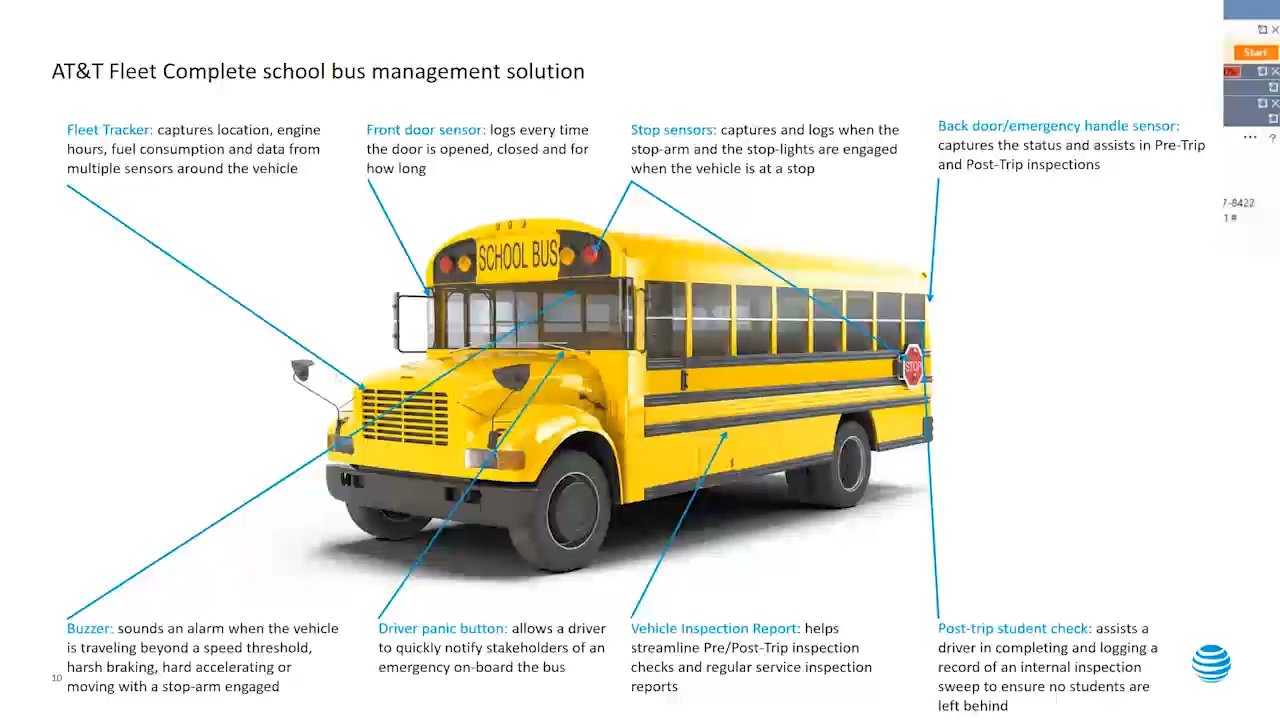 Start
AT&T Fleet Complete school bus management solution
Fleet Tracker: captures location, engine
hours, fuel consumption and data from
multiple sensors around the vehicle
Front door sensor: logs every time
the door is opened, closed and for
how long
Stop sensors: captures and logs when the
stop-arm and the stop-lights are engaged
when the vehicle is at a stop
Back door/emergency handle sensor:
captures the status and assists in Pre-Trip
and Post-Trip inspections
7-8422
1 #
SCHOOL BUS
STOP
Buzzer: sounds an alarm when the vehicle
is traveling beyond a speed threshold,
harsh braking, hard accelerating or
moving with a stop-arm engaged
Driver panic button: allows a driver
to quickly notify stakeholders of an
emergency on-board the bus
Vehicle Inspection Report: helps
streamline Pre/Post-Trip inspection
checks and regular service inspection
reports
Post-trip student check: assists a
driver in completing and logging a
record of an internal inspection
sweep to ensure no students are
left behind
10